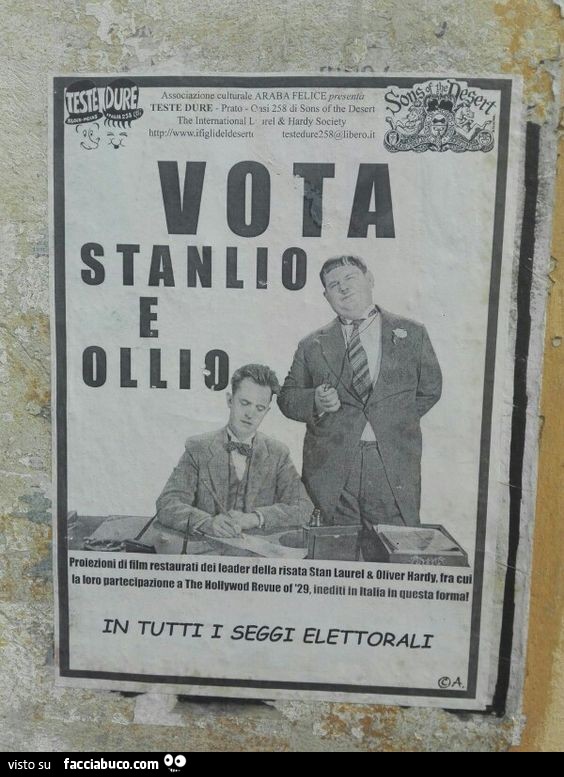 TESTE DURE
Sons of the Desert
Associazione culturale ARABA FELICE presenta
TESTE DURE - Prato - Oasi 258 di Sons of the Desert
The International Laurel & Hardy Society
testedure258@libero.it
VOTA
STANLIO
E
OLLIO
Proiezioni di film restaurati dei leader della risata Stan Laurel & Oliver Hardy, fra cui
la loro partecipazione a The Hollywod Revue of '29, inediti in Italia in questa forma!
IN TUTTI I SEGGI ELETTORALI
©A.
visto su facciabuco.com